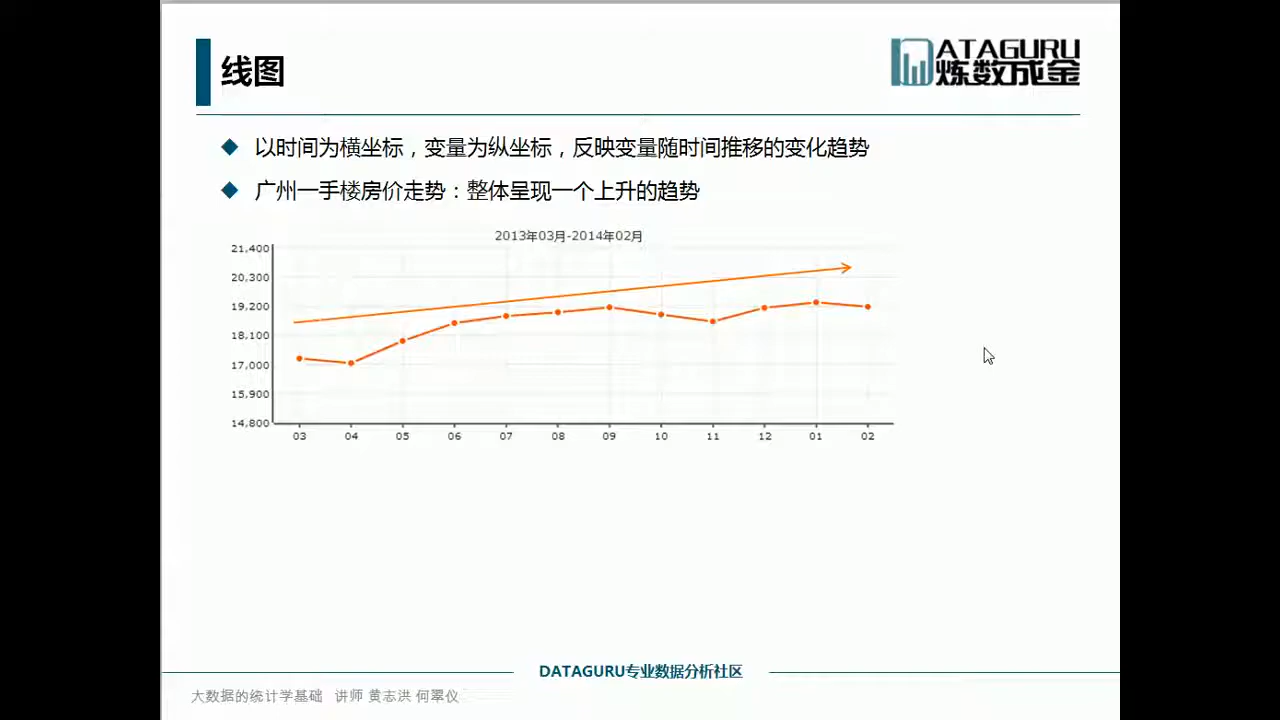 线图
DATAGURU
炼数成金
以时间为横坐标，变量为纵坐标，反映变量随时间推移的变化趋势
广州一手楼房价走势：整体呈现一个上升的趋势
2013年03月-2014年02月
21,400
20,300
19,200
18,100
17,000
15,900
14,800
03 04 05 06 07 08 09 10 11 12 01 02
DATAGURU专业数据分析社区
大数据的统计学基础 讲师 黄志洪 何翠仪